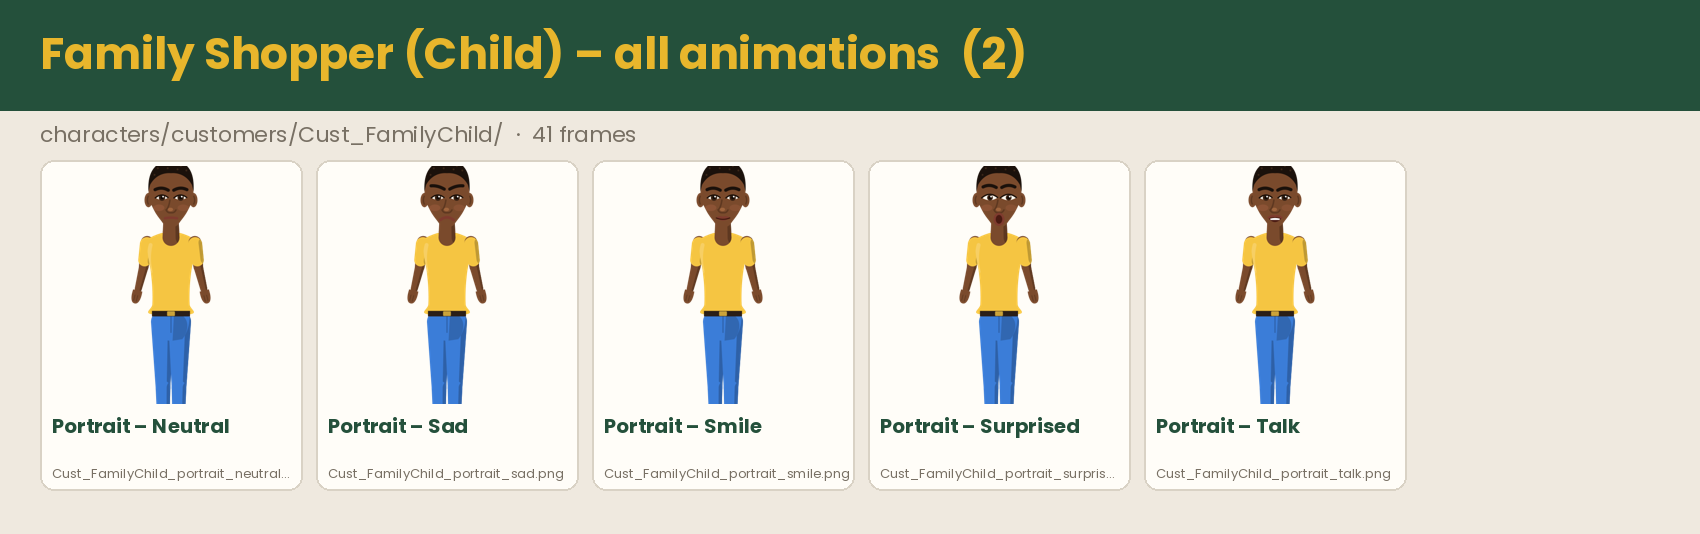 Family Shopper (Child) – all animations (2)
characters/customers/Cust_FamilyChild/ · 41 frames
Portrait – Neutral
Portrait – Sad
Portrait – Smile
Portrait – Surprised
Portrait – Talk
Cust_FamilyChild_portrait_neutral...
Cust_FamilyChild_portrait_sad.png
Cust_FamilyChild_portrait_smile.png
Cust_FamilyChild_portrait_surpris...
Cust_FamilyChild_portrait_talk.png